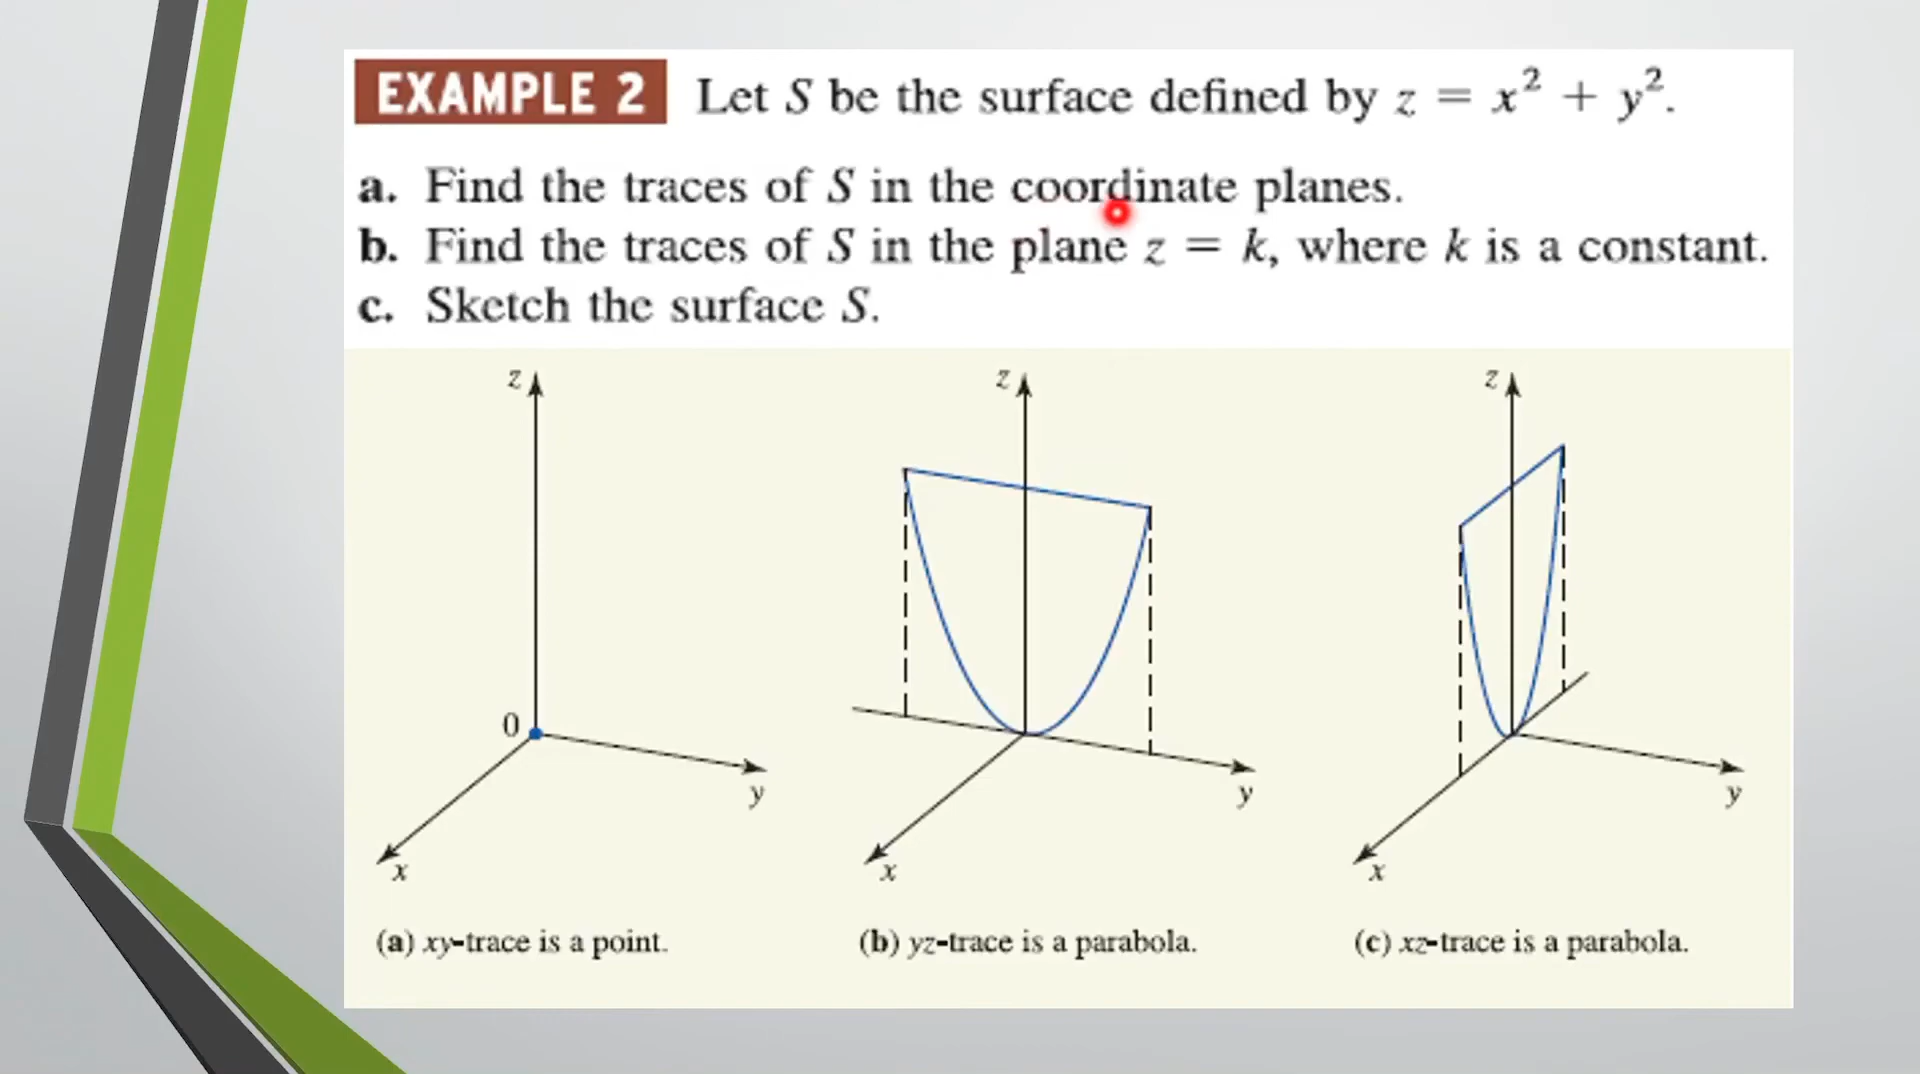 EXAMPLE 2 Let S be the surface defined by z = x² + y².
a. Find the traces of S in the coordinate planes.
b. Find the traces of S in the plane z = k, where k is a constant.
c. Sketch the surface S.
z
0
y
x
(a) xy-trace is a point.
z
y
x
(b) yz-trace is a parabola.
z
y
x
(c) xz-trace is a parabola.